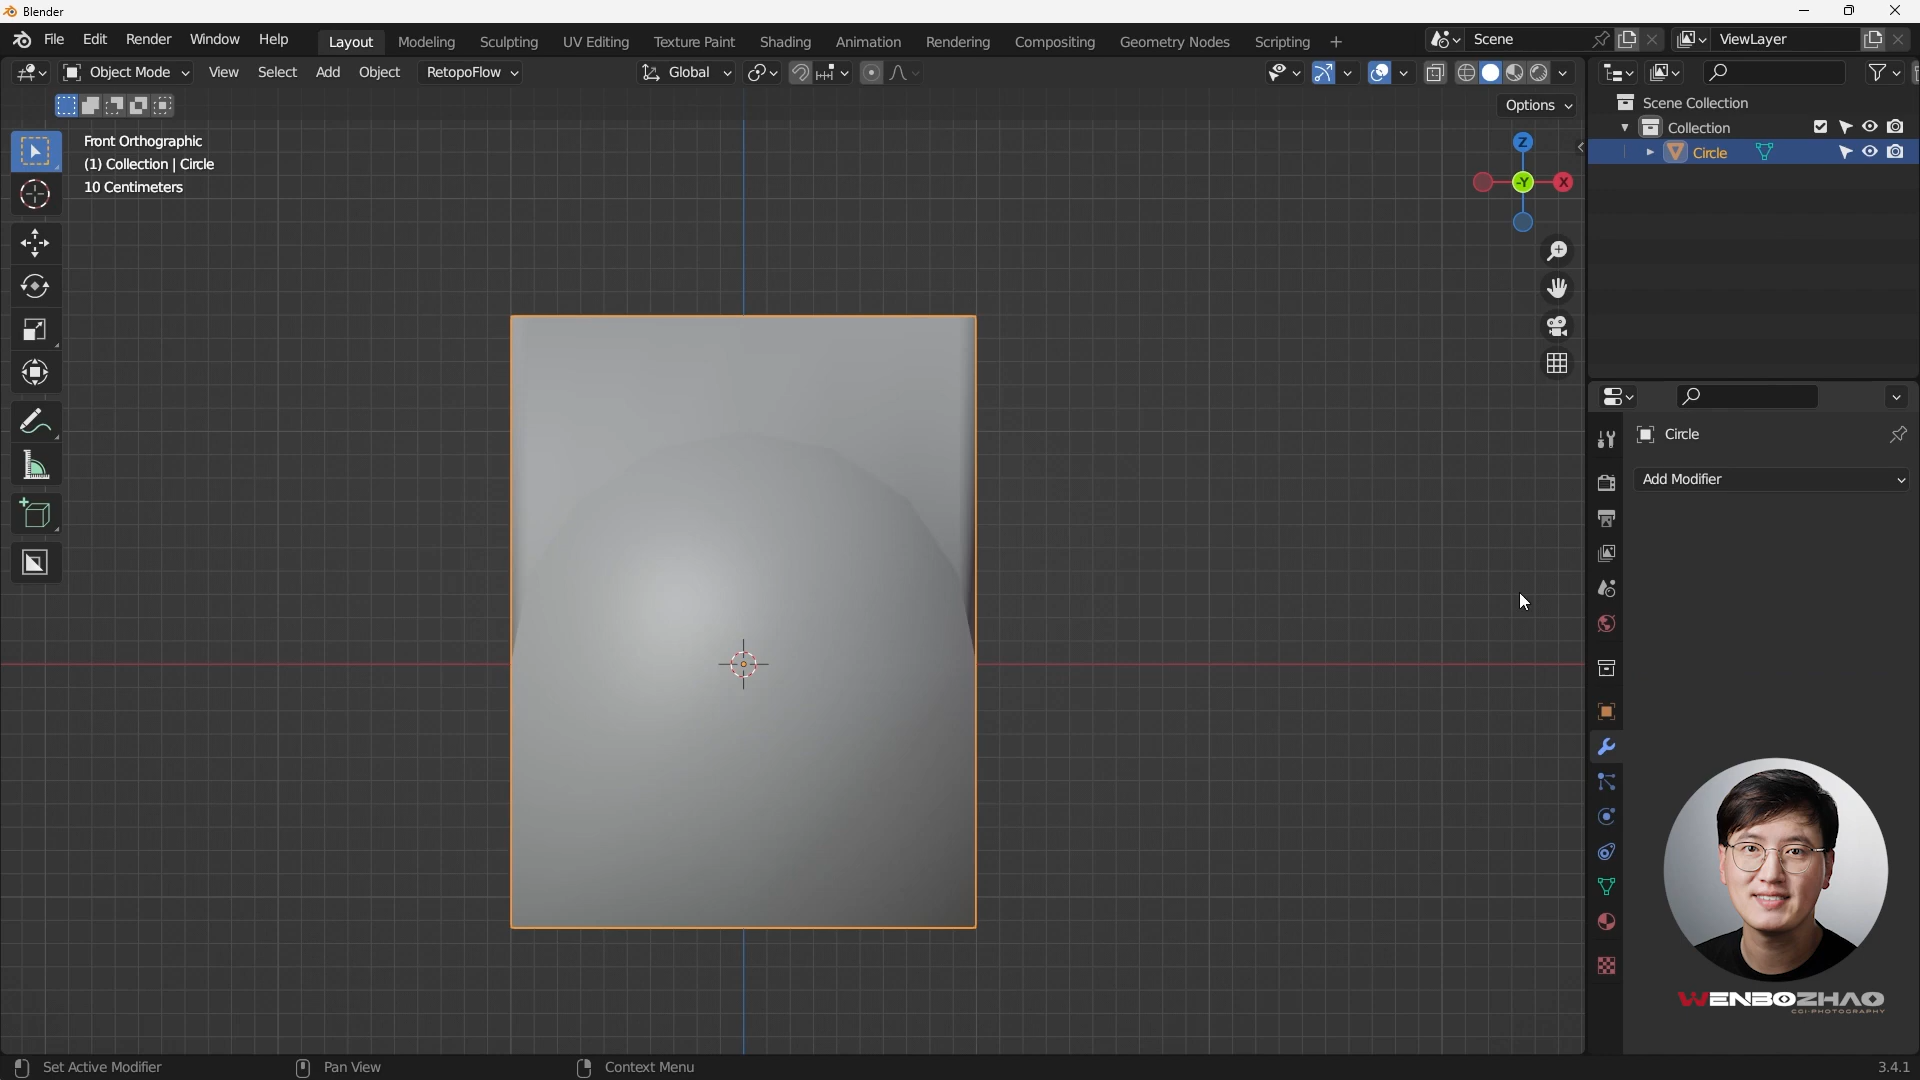 Blender
File Edit Render Window Help Layout Modeling Sculpting UV Editing Texture Paint Shading Animation Rendering Compositing Geometry Nodes Scripting + Scene ViewLayer
Object Mode View Select Add Object RetopoFlow Global
Options
Front Orthographic
(1) Collection | Circle
10 Centimeters
Z
-Y
X
Scene Collection
Collection
Circle
Circle
Add Modifier
WENBOZHAO
CGI-PHOTOGRAPHY
Set Active Modifier Pan View Context Menu 3.4.1